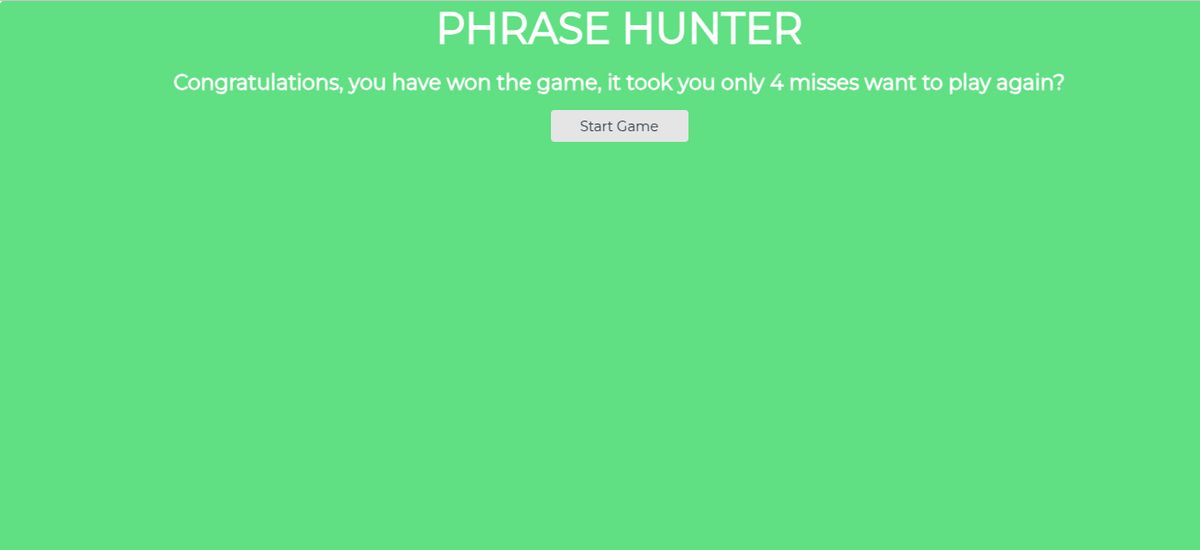 PHRASE HUNTER
Congratulations, you have won the game, it took you only 4 misses want to play again?
Start Game